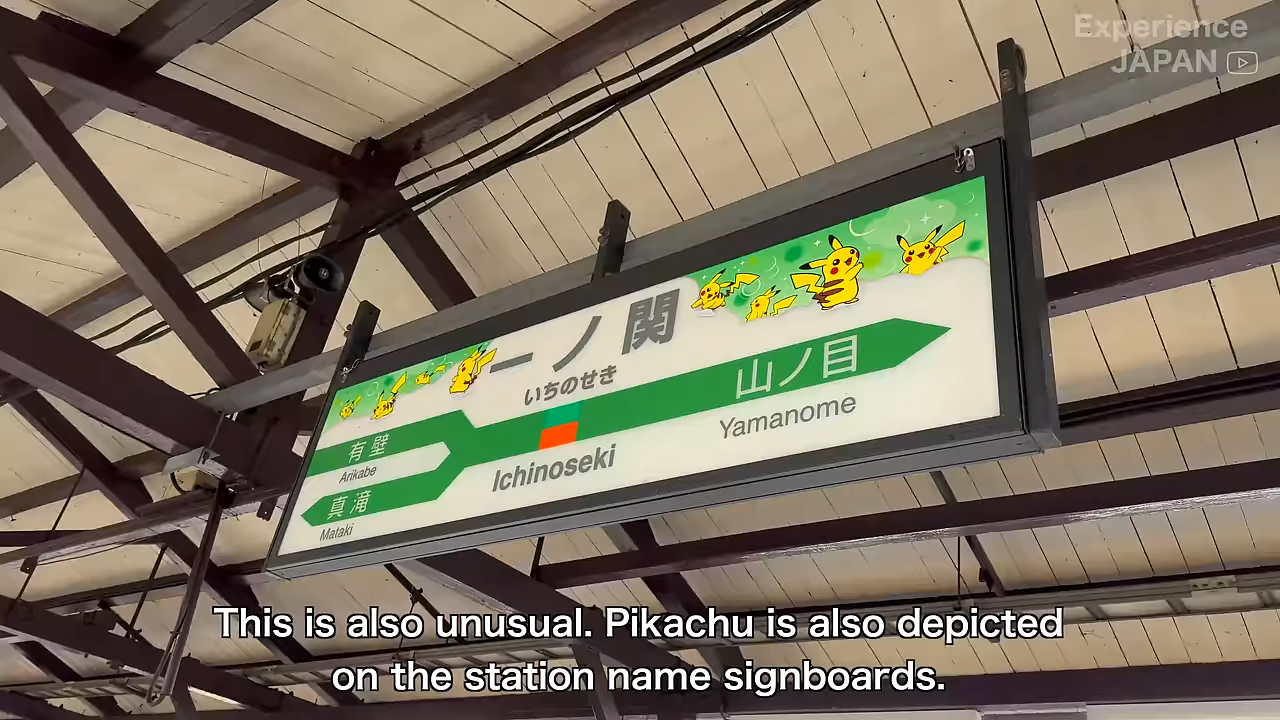 Experience
JAPAN
一ノ関
いちのせき
山ノ目
Yamanome
有壁
Arikabe
Ichinoseki
真滝
Mataki
This is also unusual. Pikachu is also depicted
on the station name signboards.